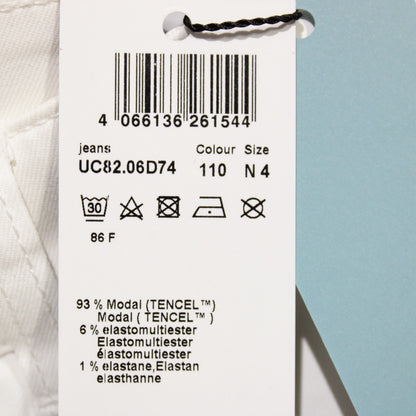 4 066136 261544
jeans Colour Size
UC82.06D74 110 N 4
30
86 F
93 % Modal (TENCEL™)
Modal ( TENCEL™ )
6 % elastomultiester
Elastomultiester
élastomultiester
1 % elastane,Elastan
elasthanne